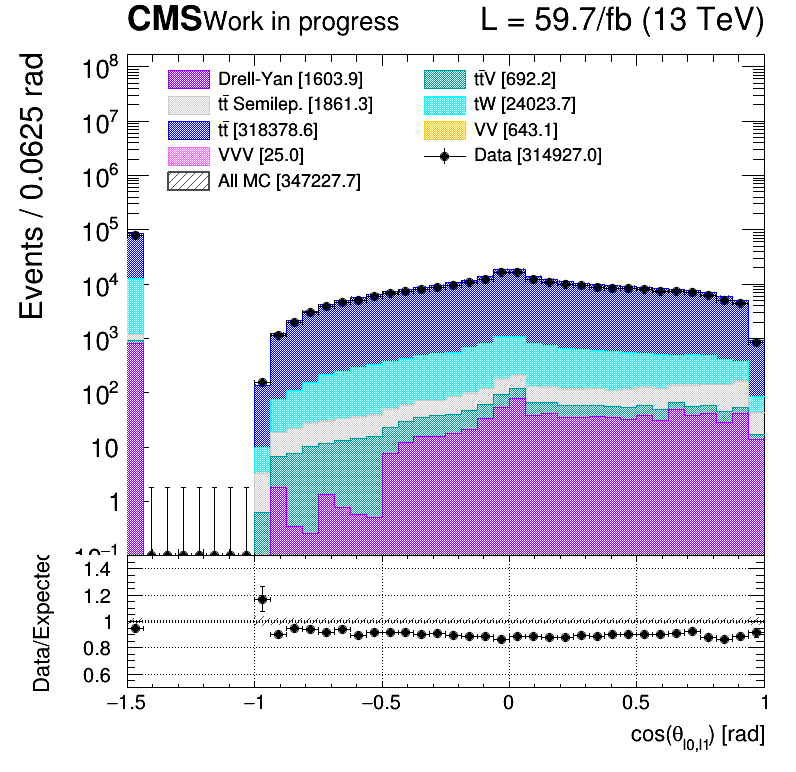 CMS Work in progress L = 59.7/fb (13 TeV)
Drell-Yan [1603.9]
tt̄V [692.2]
tt̄ Semilep. [1861.3]
tW [24023.7]
tt̄ [318378.6]
VV [643.1]
VVV [25.0]
Data [314927.0]
All MC [347227.7]
Events / 0.0625 rad
10⁸
10⁷
10⁶
10⁵
10⁴
10³
10²
10
1
10⁻¹
Data/Expected
1.4
1.2
1
0.8
0.6
−1.5 −1 −0.5 0 0.5 1
cos(θ_l0,l1) [rad]